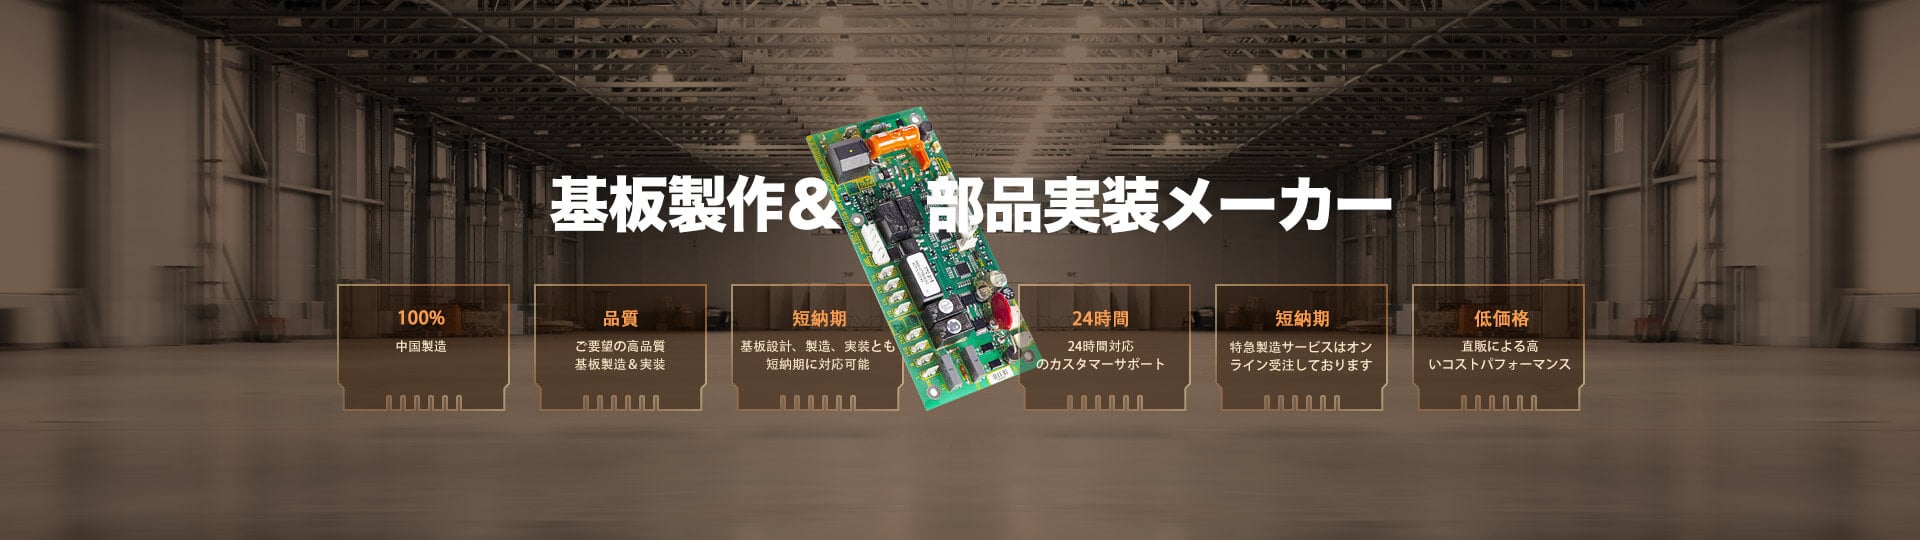 基板製作＆部品実装メーカー
100%
中国製造
品質
ご要望の高品質
基板製造＆実装
短納期
基板設計、製造、実装とも
短納期に対応可能
24時間
24時間対応
のカスタマーサポート
短納期
特急製造サービスはオン
ライン受注しております
低価格
直販による高
いコストパフォーマンス